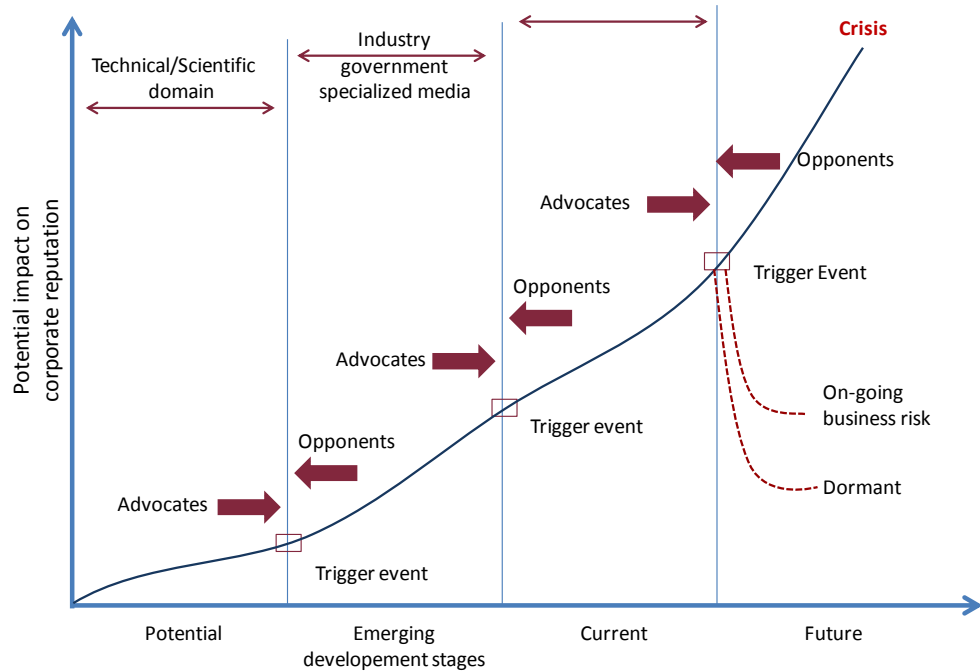 Crisis
Technical/Scientific
domain
Industry
government
specialized media
Opponents
Advocates
Potential impact on
corporate reputation
Trigger Event
Opponents
Advocates
On-going
business risk
Trigger event
Opponents
Dormant
Advocates
Trigger event
Potential
Emerging
developement stages
Current
Future